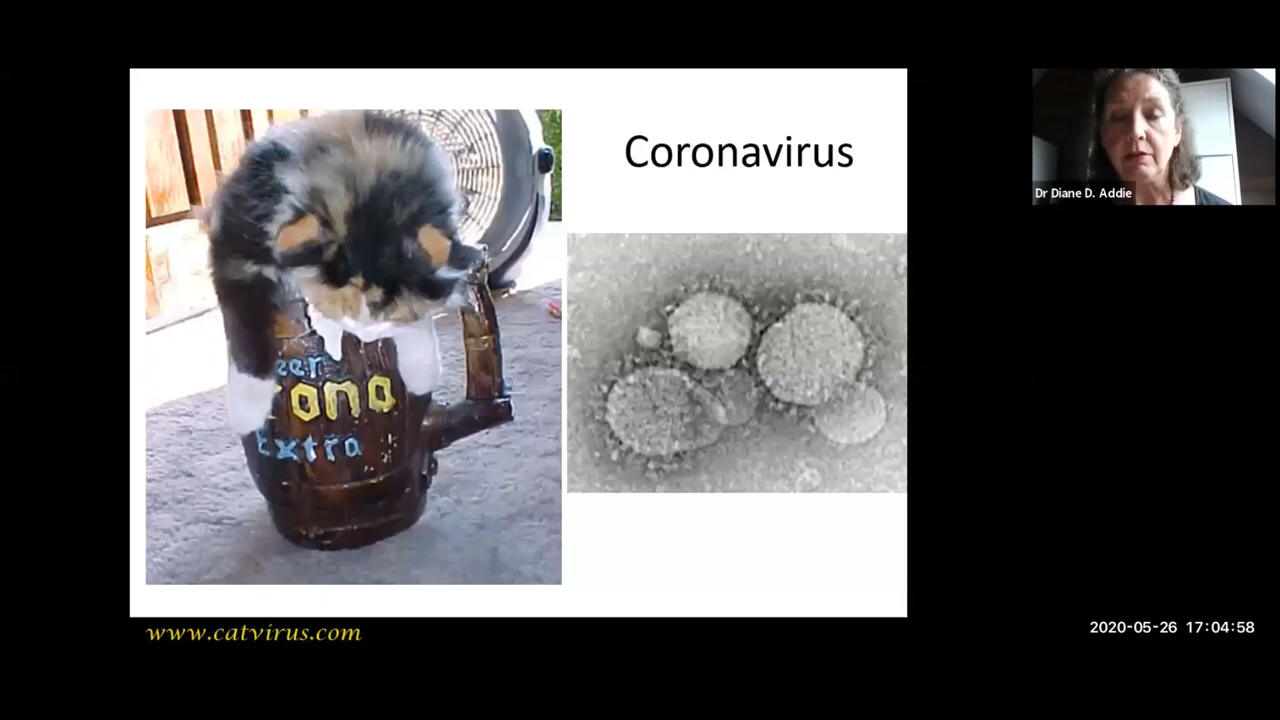 Coronavirus
Dr Diane D. Addie
eer
ona
Extra
www.catvirus.com
2020-05-26 17:04:58